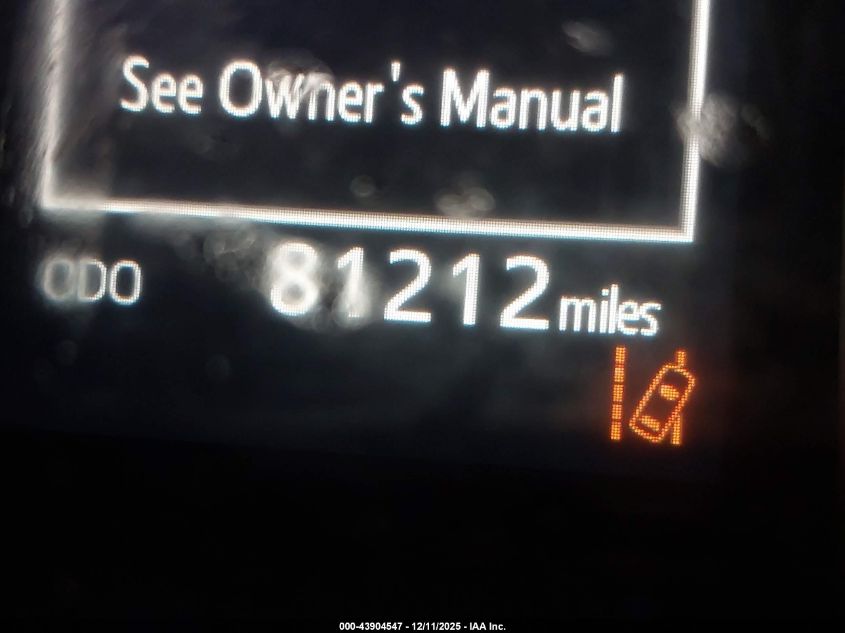 See Owner's Manual
ODO 81212 miles
000-43904547 - 12/11/2025 - IAA Inc.